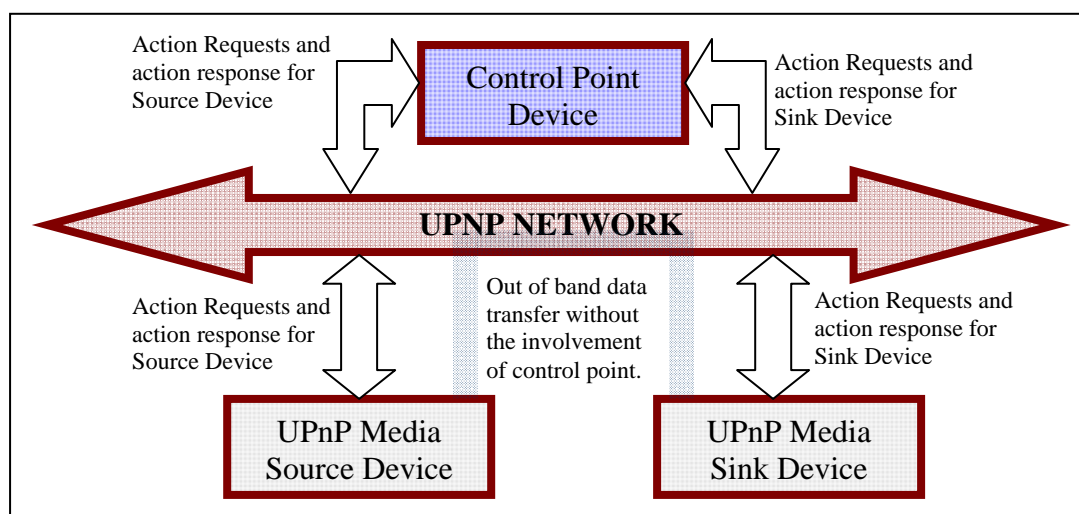 Action Requests and
action response for
Source Device
Control Point
Device
Action Requests and
action response for
Sink Device
UPNP NETWORK
Action Requests and
action response for
Source Device
Out of band data
transfer without
the involvement
of control point.
Action Requests and
action response for
Sink Device
UPnP Media
Source Device
UPnP Media
Sink Device